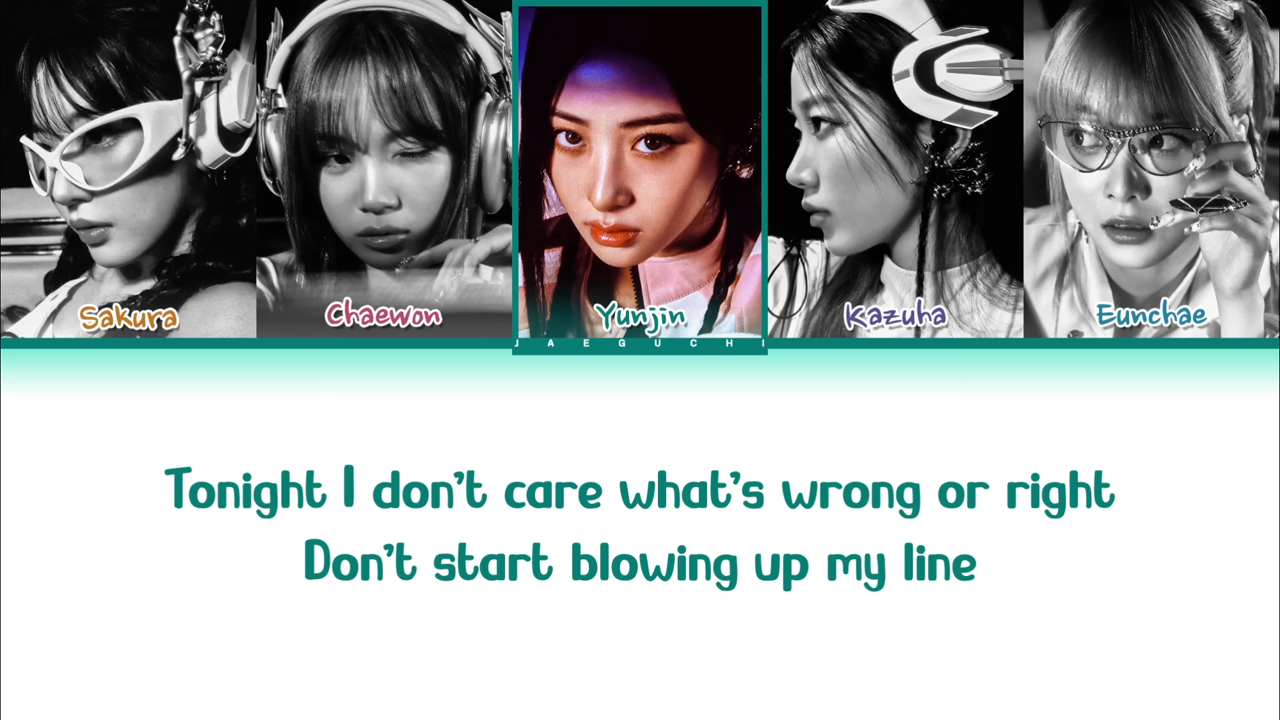 Sakura
Chaewon
Yunjin
Kazuha
Eunchae
JAEGUCHI
Tonight I don't care what's wrong or right
Don't start blowing up my line